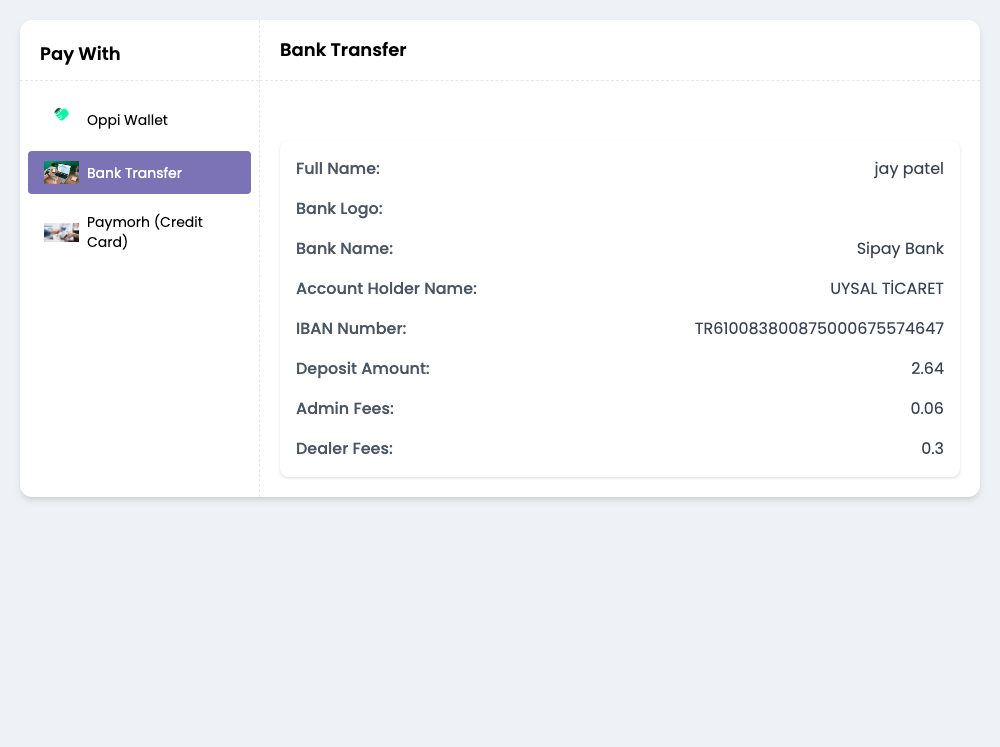 Pay With
Oppi Wallet
Bank Transfer
Paymorh (Credit
Card)
Bank Transfer
Full Name: jay patel
Bank Logo:
Bank Name: Sipay Bank
Account Holder Name: UYSAL TİCARET
IBAN Number: TR610083800875000675574647
Deposit Amount: 2.64
Admin Fees: 0.06
Dealer Fees: 0.3